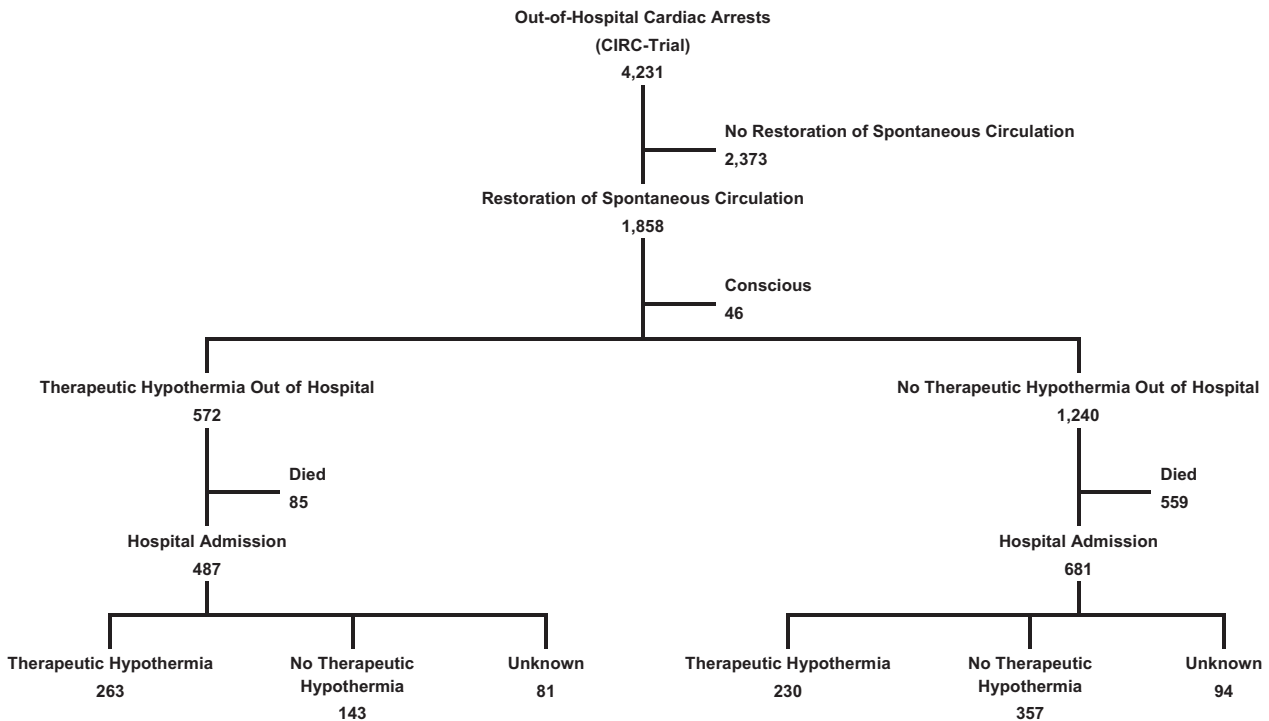 Out-of-Hospital Cardiac Arrests
(CIRC-Trial)
4,231
No Restoration of Spontaneous Circulation
2,373
Restoration of Spontaneous Circulation
1,858
Conscious
46
Therapeutic Hypothermia Out of Hospital
572
No Therapeutic Hypothermia Out of Hospital
1,240
Died
85
Died
559
Hospital Admission
487
Hospital Admission
681
Therapeutic Hypothermia
263
No Therapeutic
Hypothermia
143
Unknown
81
Therapeutic Hypothermia
230
No Therapeutic
Hypothermia
357
Unknown
94